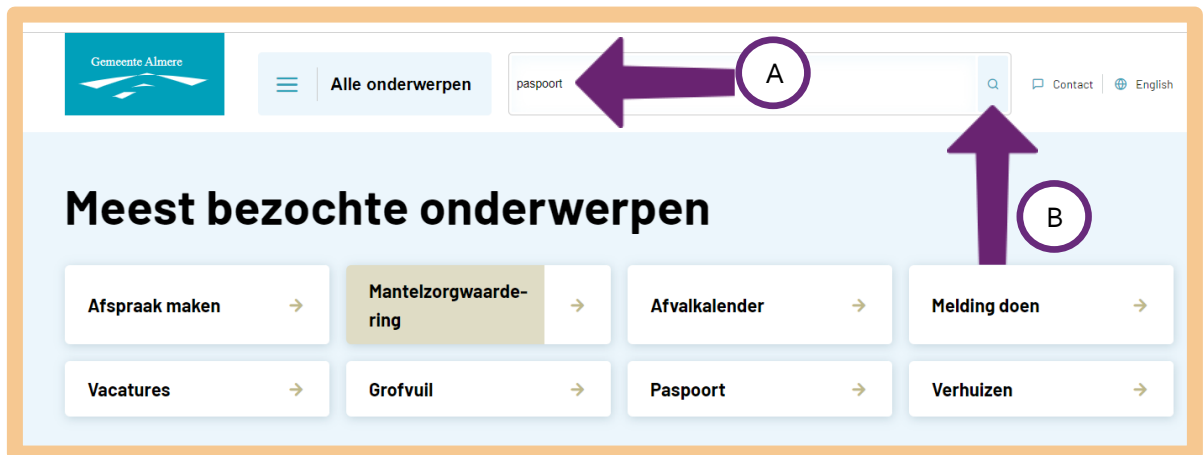 Gemeente Almere
Alle onderwerpen
paspoort
A
Contact
English
B
Meest bezochte onderwerpen
Afspraak maken
Mantelzorgwaarde-
ring
Afvalkalender
Melding doen
Vacatures
Grofvuil
Paspoort
Verhuizen